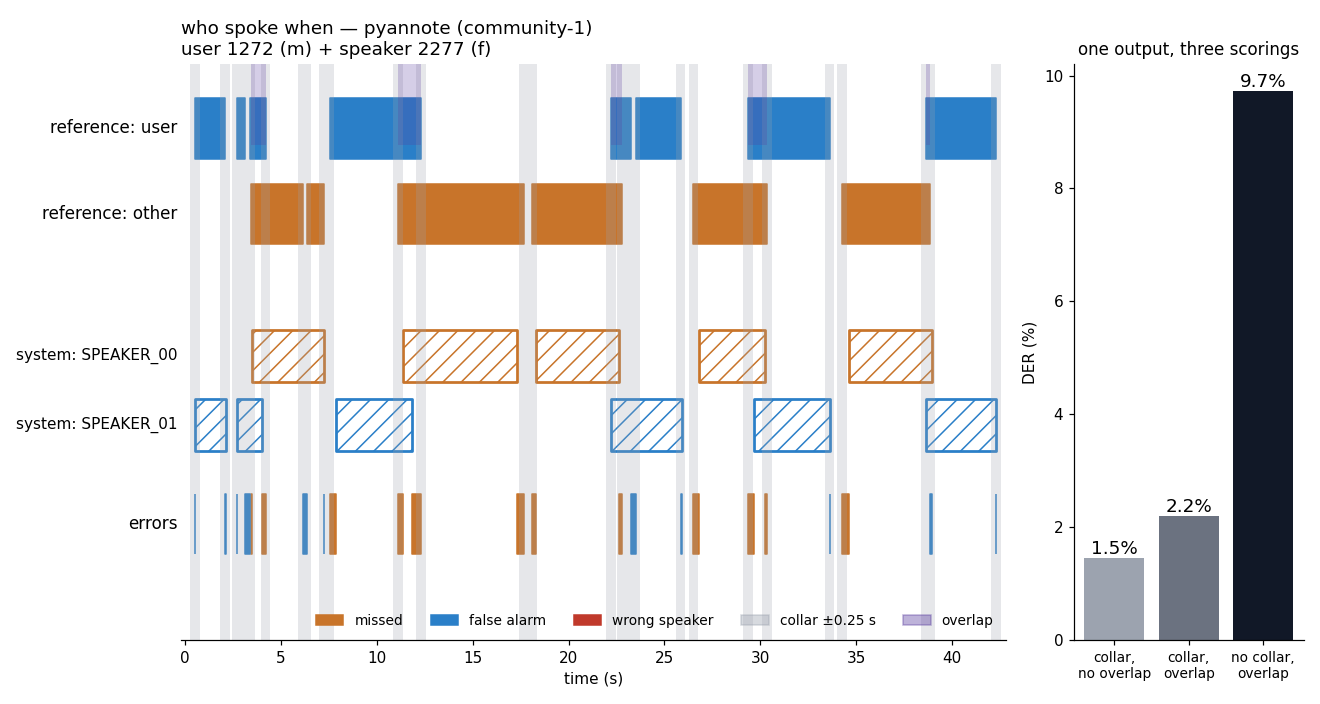 who spoke when — pyannote (community-1)
user 1272 (m) + speaker 2277 (f)
reference: user
reference: other
system: SPEAKER_00
system: SPEAKER_01
errors
missed
false alarm
wrong speaker
collar ±0.25 s
overlap
0
5
10
15
20
25
30
35
40
time (s)
one output, three scorings
DER (%)
10
8
6
4
2
0
1.5%
2.2%
9.7%
collar,
no overlap
collar,
overlap
no collar,
overlap